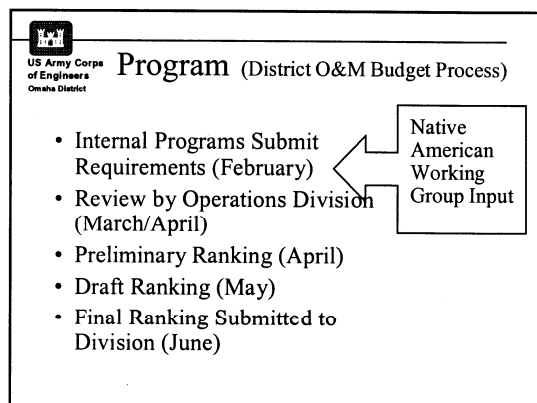 US Army Corps
of Engineers
Omaha District
Program (District O&M Budget Process)
• Internal Programs Submit
Requirements (February)
• Review by Operations Division
(March/April)
• Preliminary Ranking (April)
• Draft Ranking (May)
• Final Ranking Submitted to
Division (June)
Native
American
Working
Group Input